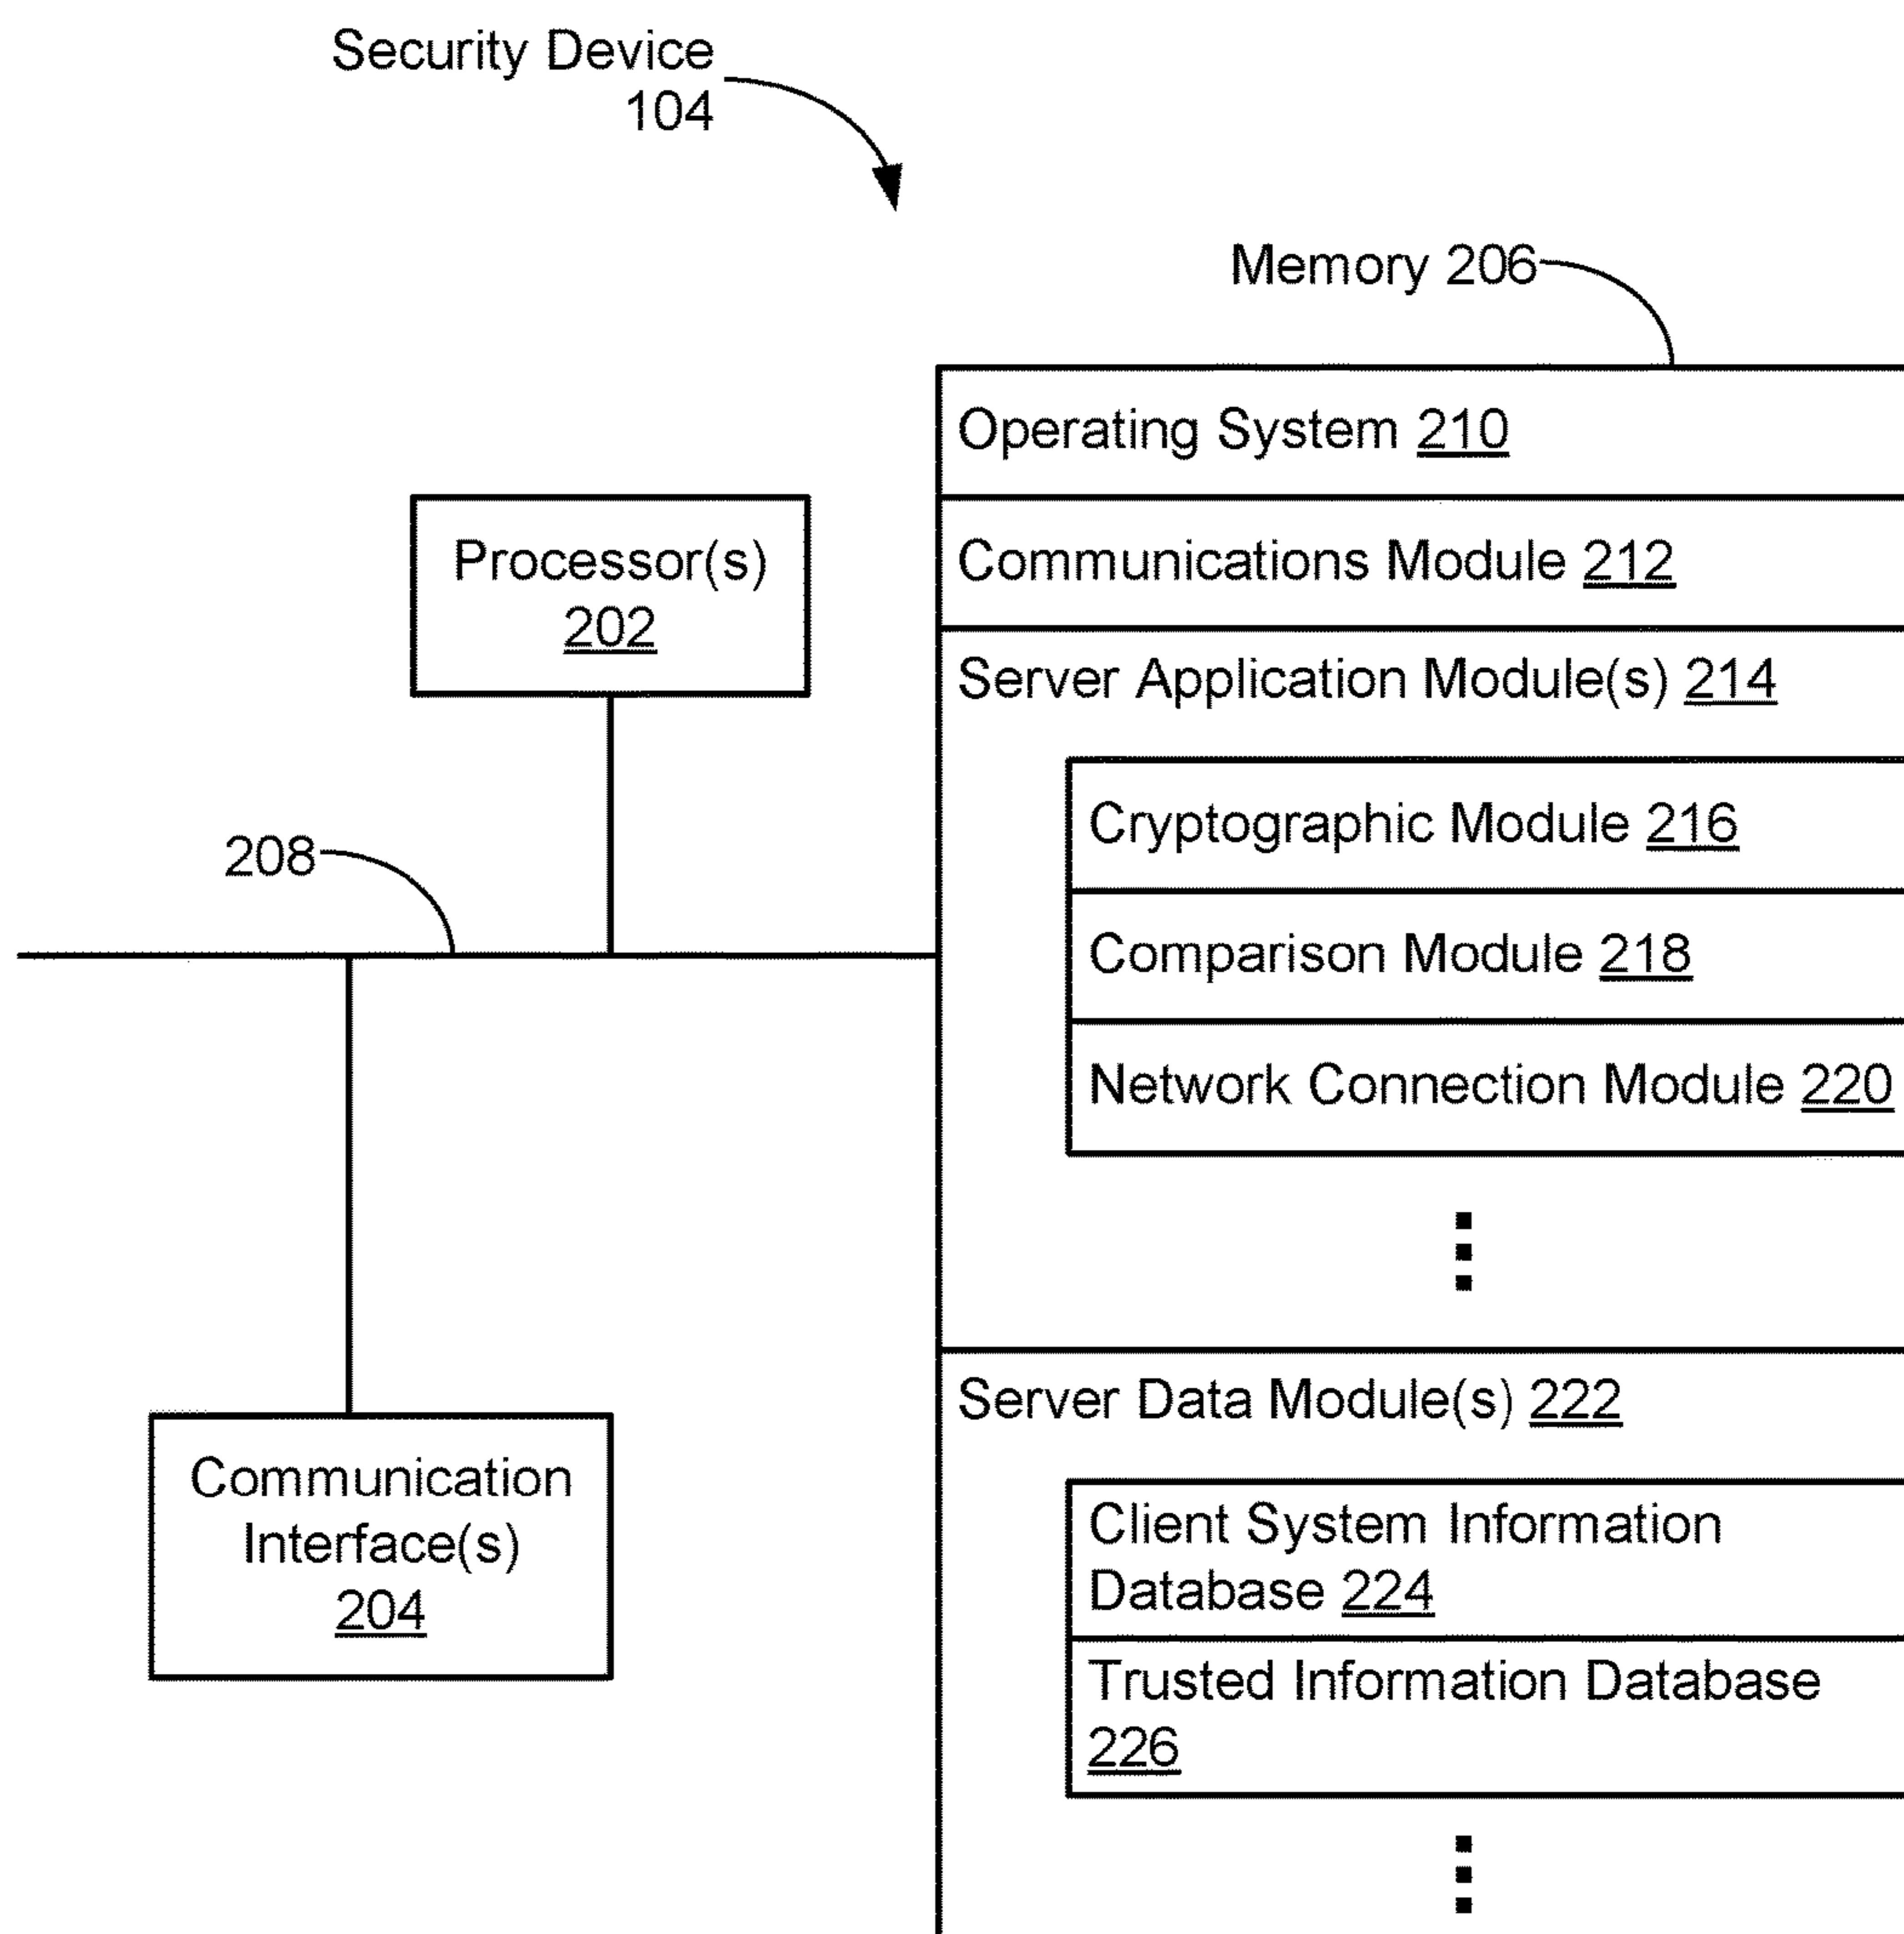 Security Device
104
Memory 206
Operating System 210
Communications Module 212
Server Application Module(s) 214
Cryptographic Module 216
Comparison Module 218
Network Connection Module 220
Server Data Module(s) 222
Client System Information
Database 224
Trusted Information Database
226
Processor(s)
202
208
Communication
Interface(s)
204